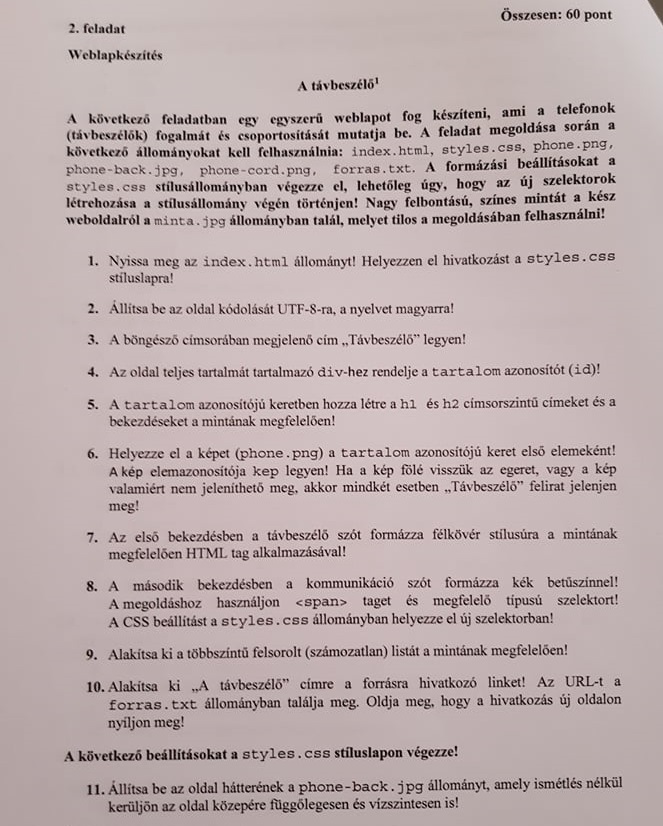 Összesen: 60 pont
2. feladat
Weblapkészítés
A távbeszélő¹
A következő feladatban egy egyszerű weblapot fog készíteni, ami a telefonok
(távbeszélők) fogalmát és csoportosítását mutatja be. A feladat megoldása során a
következő állományokat kell felhasználnia: index.html, styles.css, phone.png,
phone-back.jpg, phone-cord.png, forras.txt. A formázási beállításokat a
styles.css stílusállományban végezze el, lehetőleg úgy, hogy az új szelektorok
létrehozása a stílusállomány végén történjen! Nagy felbontású, színes mintát a kész
weboldalról a minta.jpg állományban talál, melyet tilos a megoldásában felhasználni!
1. Nyissa meg az index.html állományt! Helyezzen el hivatkozást a styles.css
stíluslapra!
2. Állítsa be az oldal kódolását UTF-8-ra, a nyelvet magyarra!
3. A böngésző címsorában megjelenő cím „Távbeszélő” legyen!
4. Az oldal teljes tartalmát tartalmazó div-hez rendelje a tartalom azonosítót (id)!
5. A tartalom azonosítójú keretben hozza létre a h1 és h2 címsorszintű címeket és a
bekezdéseket a mintának megfelelően!
6. Helyezze el a képet (phone.png) a tartalom azonosítójú keret első elemeként!
A kép elemazonosítója kep legyen! Ha a kép fölé visszük az egeret, vagy a kép
valamiért nem jeleníthető meg, akkor mindkét esetben „Távbeszélő” felirat jelenjen
meg!
7. Az első bekezdésben a távbeszélő szót formázza félkövér stílusúra a mintának
megfelelően HTML tag alkalmazásával!
8. A második bekezdésben a kommunikáció szót formázza kék betűszínnel!
A megoldáshoz használjon <span> taget és megfelelő típusú szelektort!
A CSS beállítást a styles.css állományban helyezze el új szelektorban!
9. Alakítsa ki a többszintű felsorolt (számozatlan) listát a mintának megfelelően!
10. Alakítsa ki „A távbeszélő” címre a forrásra hivatkozó linket! Az URL-t a
forras.txt állományban találja meg. Oldja meg, hogy a hivatkozás új oldalon
nyíljon meg!
A következő beállításokat a styles.css stíluslapon végezze!
11. Állítsa be az oldal hátterének a phone-back.jpg állományt, amely ismétlés nélkül
kerüljön az oldal közepére függőlegesen és vízszintesen is!